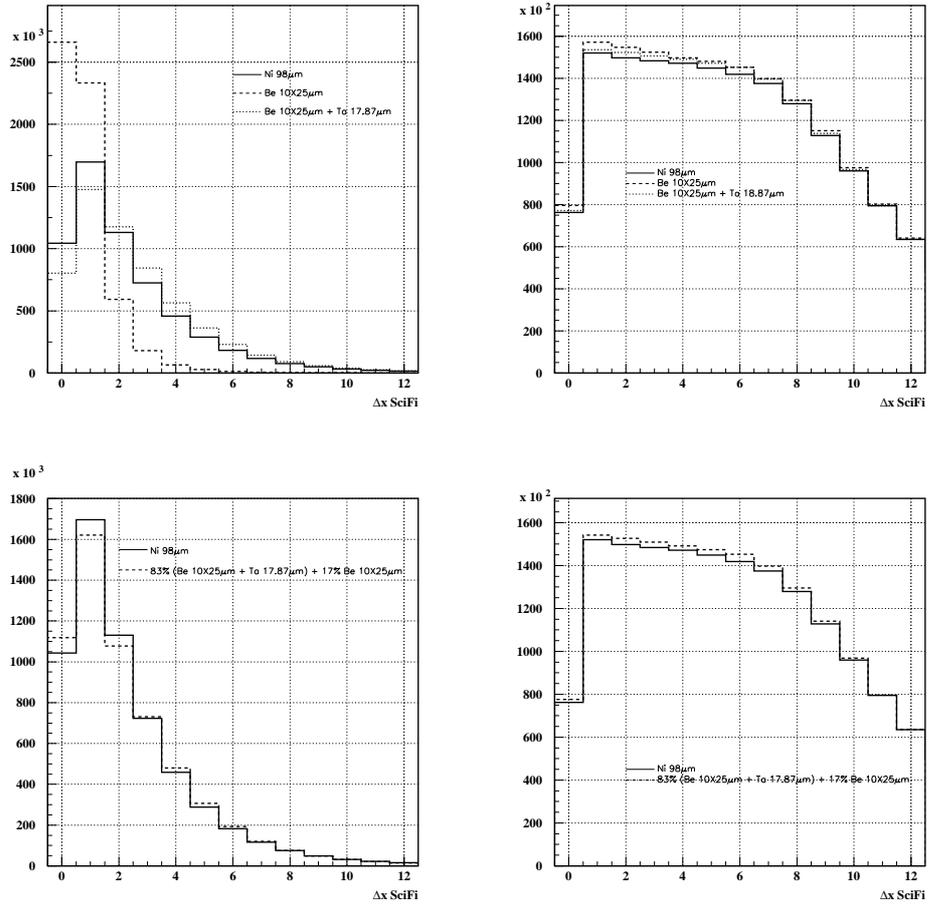 x 10 3
2500
2000
1500
1000
500
0
0 2 4 6 8 10 12
Δx SciFi
Ni 98μm
Be 10X25μm
Be 10X25μm + Ta 17.87μm
x 10 2
1600
1400
1200
1000
800
600
400
200
0
0 2 4 6 8 10 12
Δx SciFi
Ni 98μm
Be 10X25μm
Be 10X25μm + Ta 18.87μm
x 10 3
1800
1600
1400
1200
1000
800
600
400
200
0
0 2 4 6 8 10 12
Δx SciFi
Ni 98μm
83% (Be 10X25μm + Ta 17.87μm) + 17% Be 10X25μm
x 10 2
1600
1400
1200
1000
800
600
400
200
0
0 2 4 6 8 10 12
Δx SciFi
Ni 98μm
83% (Be 10X25μm + Ta 17.87μm) + 17% Be 10X25μm